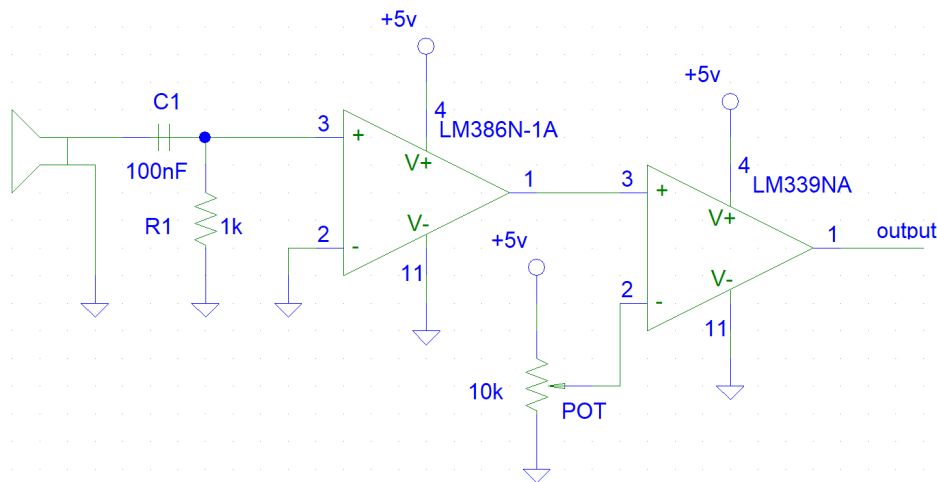 +5v
C1
100nF
R1
1k
3
+
2
-
4
LM386N-1A
V+
V-
11
1
+5v
10k
POT
+5v
3
+
2
-
4
LM339NA
V+
V-
11
1
output